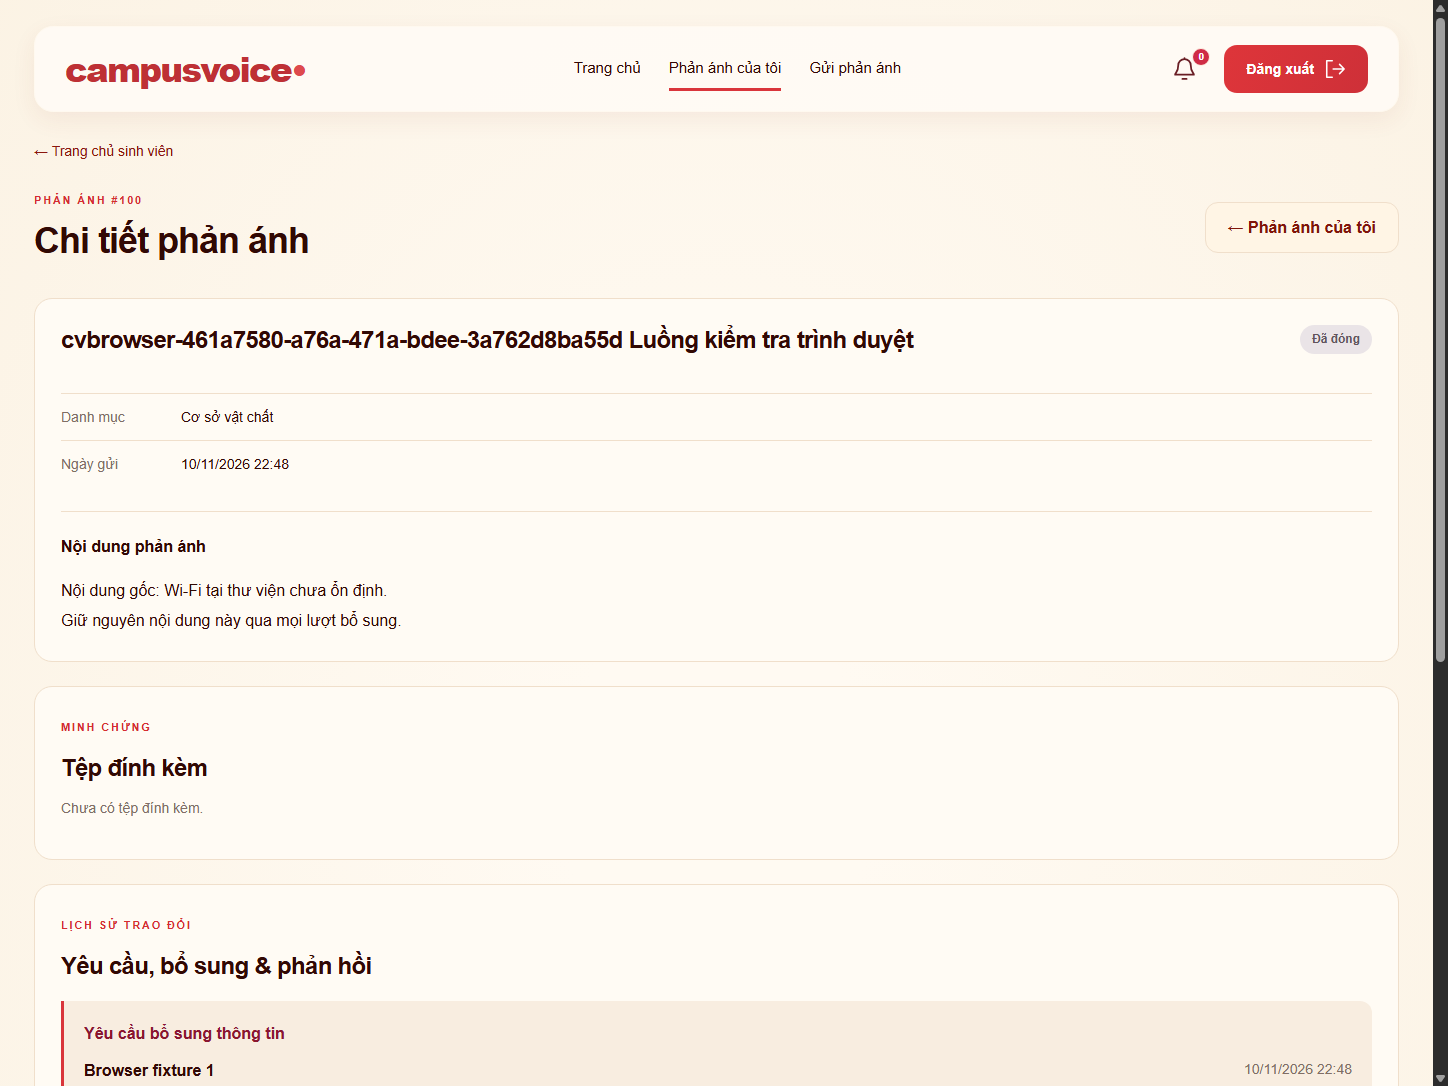 campusvoice
Trang chủ
Phản ánh của tôi
Gửi phản ánh
0
Đăng xuất
← Trang chủ sinh viên
PHẢN ÁNH #100
Chi tiết phản ánh
← Phản ánh của tôi
cvbrowser-461a7580-a76a-471a-bdee-3a762d8ba55d Luồng kiểm tra trình duyệt
Đã đóng
Danh mục
Cơ sở vật chất
Ngày gửi
10/11/2026 22:48
Nội dung phản ánh
Nội dung gốc: Wi-Fi tại thư viện chưa ổn định.
Giữ nguyên nội dung này qua mọi lượt bổ sung.
MINH CHỨNG
Tệp đính kèm
Chưa có tệp đính kèm.
LỊCH SỬ TRAO ĐỔI
Yêu cầu, bổ sung & phản hồi
Yêu cầu bổ sung thông tin
Browser fixture 1
10/11/2026 22:48